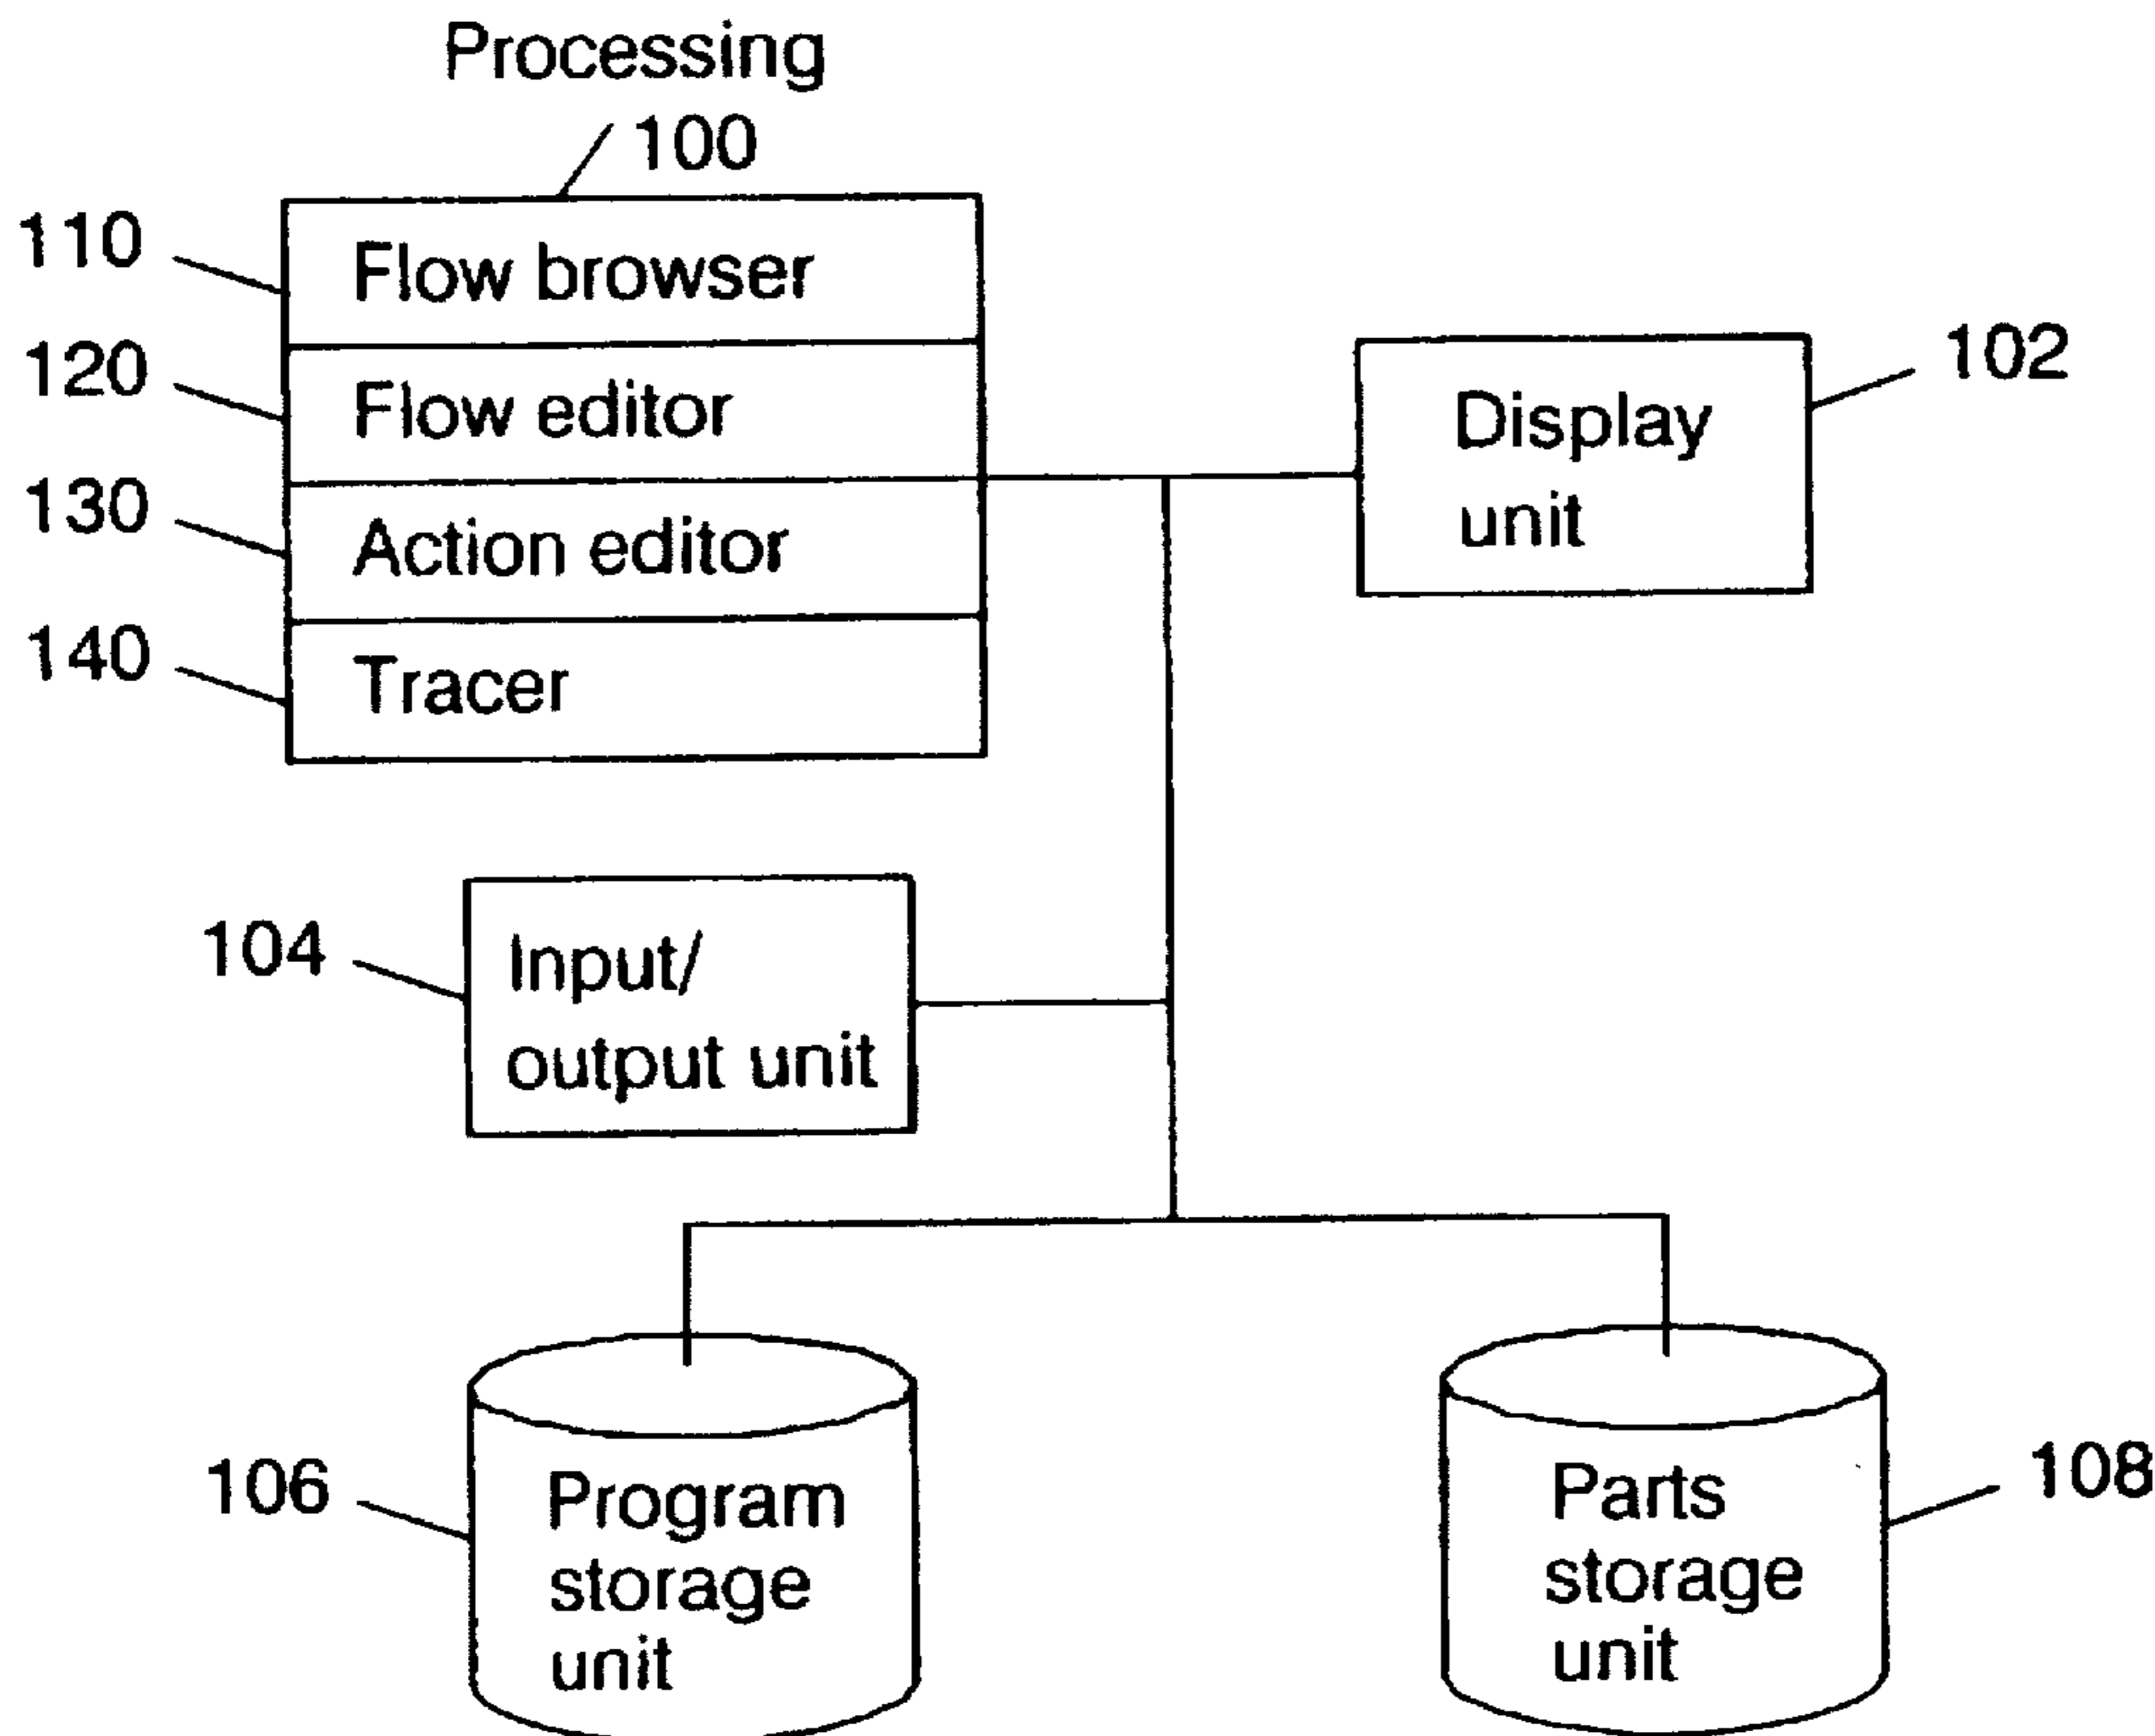 Processing
100
110
Flow browser
120
Flow editor
130
Action editor
140
Tracer
102
Display
unit
104
Input/
output unit
106
Program
storage
unit
108
Parts
storage
unit